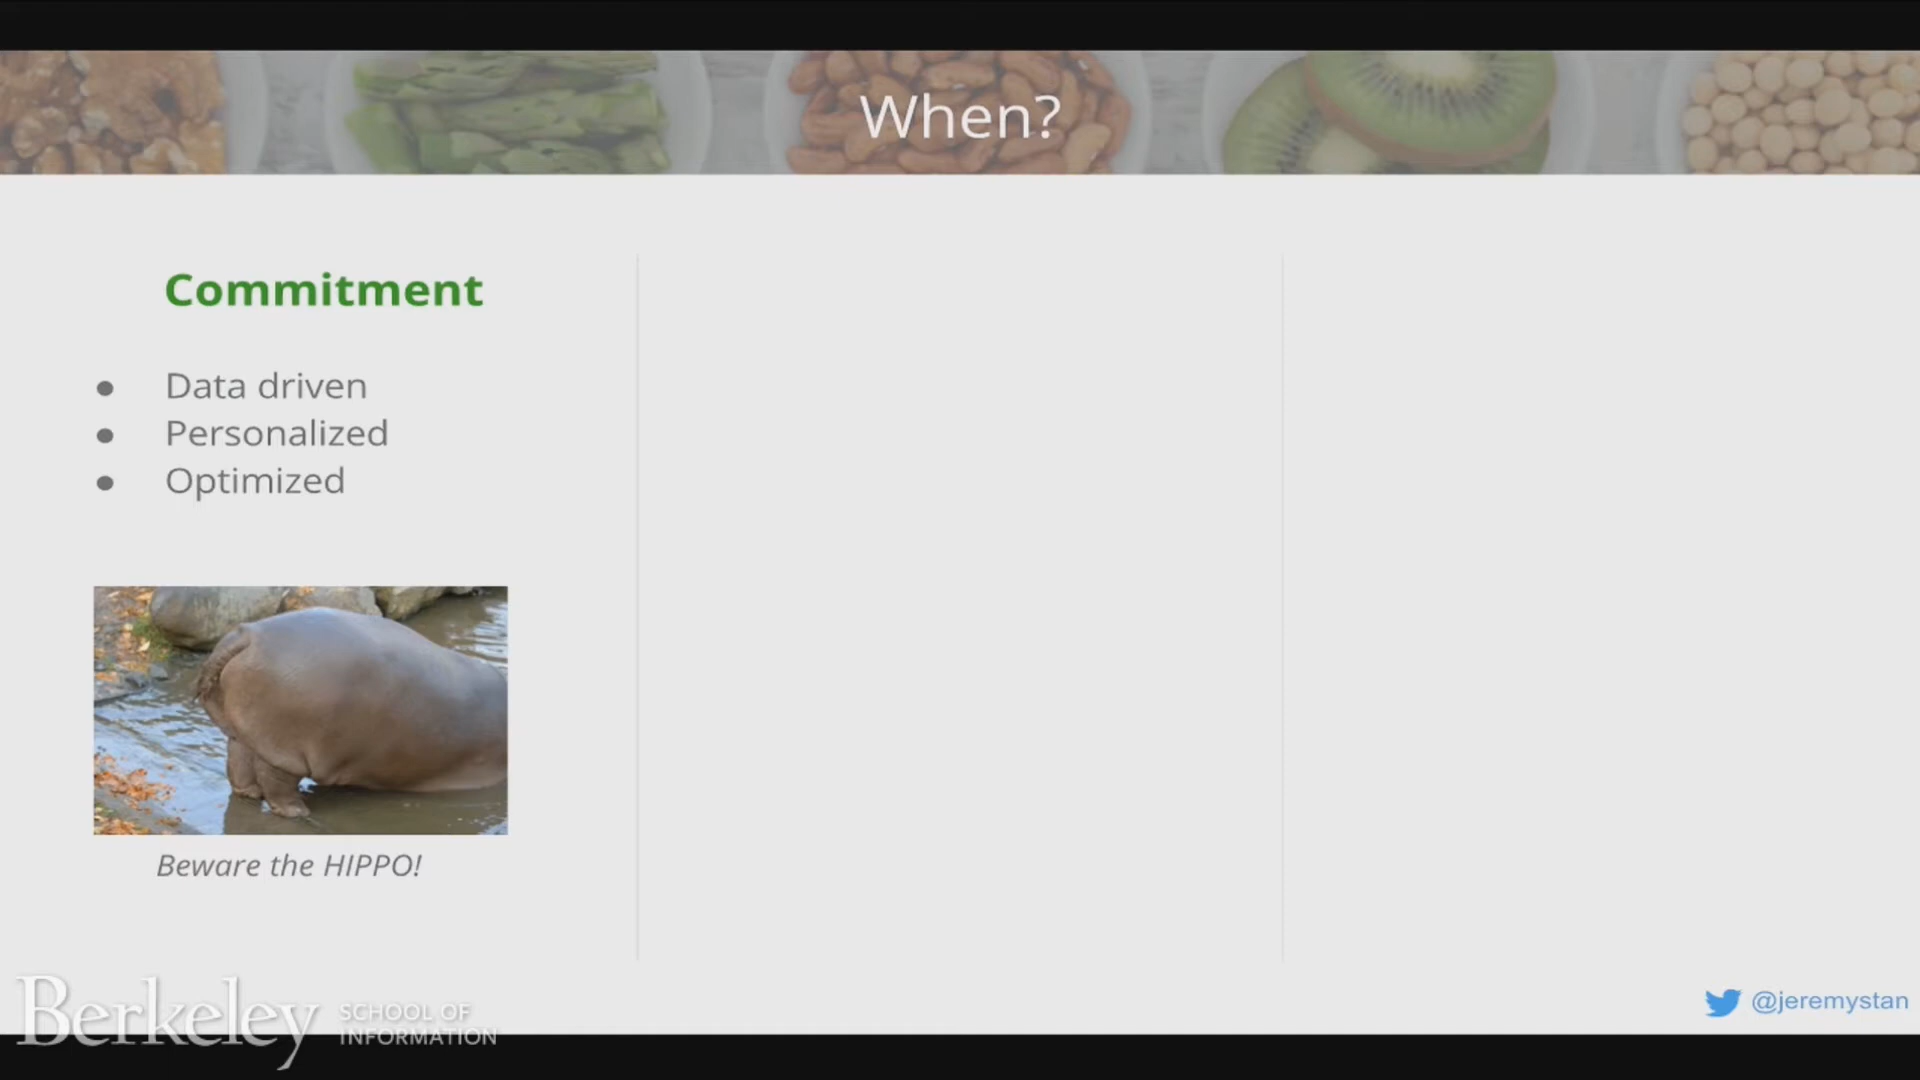 When?
Commitment
● Data driven
● Personalized
● Optimized
Beware the HIPPO!
Berkeley SCHOOL OF
INFORMATION
@jeremystan